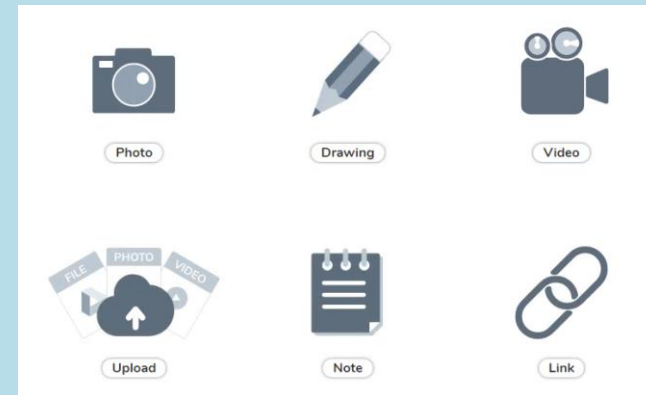 Photo
Drawing
Video
FILE
PHOTO
VIDEO
Upload
Note
Link